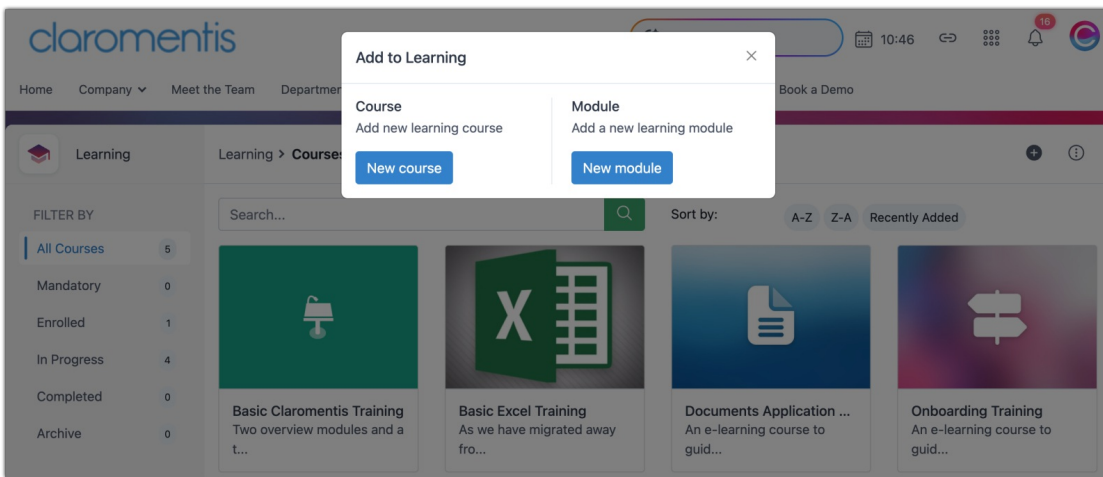 claromentis
10:46
16
Home Company Meet the Team Book a Demo
Add to Learning
Course
Add new learning course
New course
Module
Add a new learning module
New module
Learning
Learning > Courses
FILTER BY
All Courses 5
Mandatory 0
Enrolled 1
In Progress 4
Completed 0
Archive 0
Search...
Sort by: A-Z Z-A Recently Added
X
Basic Claromentis Training
Two overview modules and a
t...
Basic Excel Training
As we have migrated away
fro...
Documents Application ...
An e-learning course to
guid...
Onboarding Training
An e-learning course to
guid...